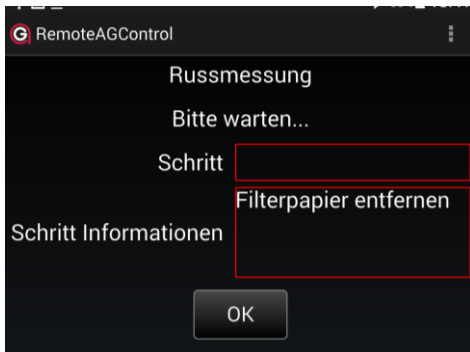 RemoteAGControl
Russmessung
Bitte warten...
Schritt
Filterpapier entfernen
Schritt Informationen
OK